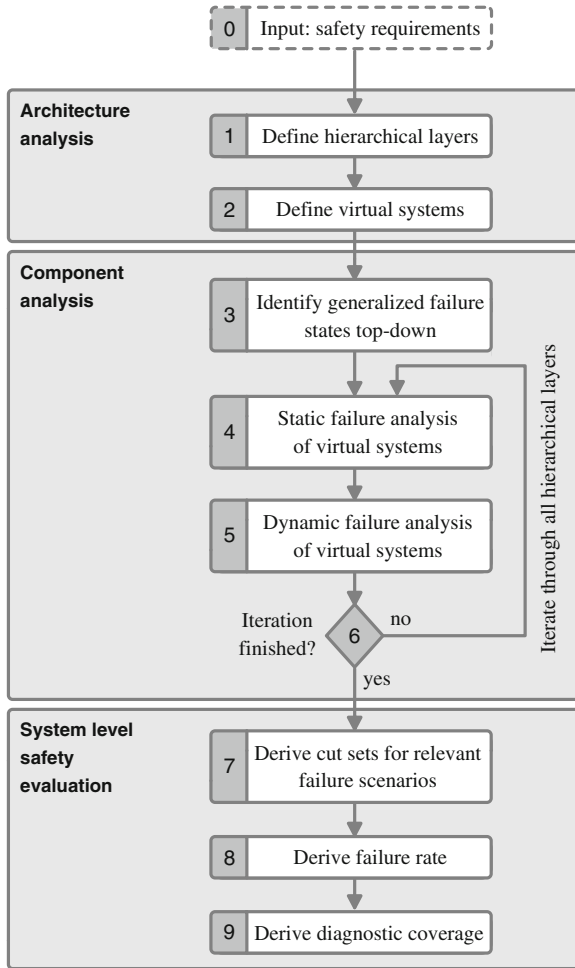 0 Input: safety requirements
Architecture
analysis
1 Define hierarchical layers
2 Define virtual systems
Component
analysis
3 Identify generalized failure
states top-down
4 Static failure analysis
of virtual systems
5 Dynamic failure analysis
of virtual systems
Iteration
finished?
6
no
yes
Iterate through all hierarchical layers
System level
safety
evaluation
7 Derive cut sets for relevant
failure scenarios
8 Derive failure rate
9 Derive diagnostic coverage